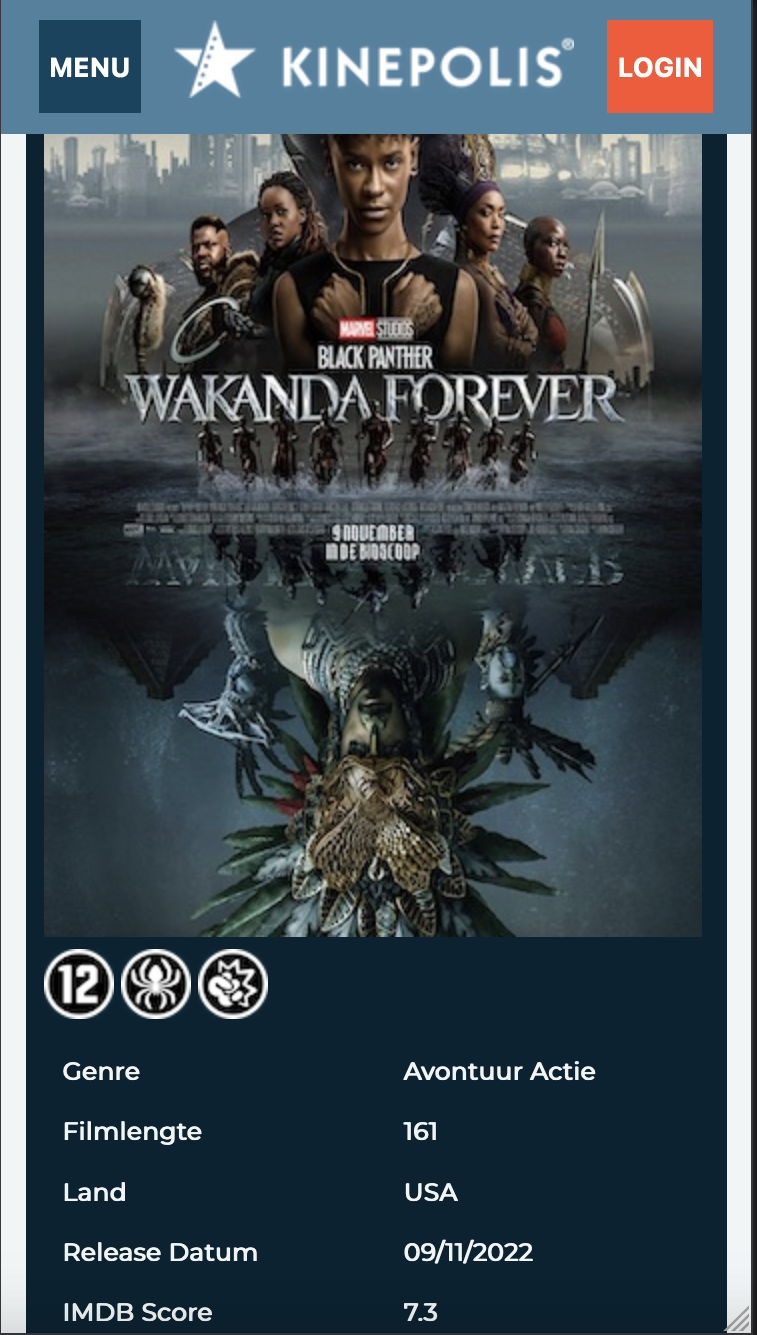 MENU
KINEPOLIS®
LOGIN
MARVEL STUDIOS
BLACK PANTHER
WAKANDA FOREVER
9 NOVEMBER
IN DE BIOSCOOP
12
Genre Avontuur Actie
Filmlengte 161
Land USA
Release Datum 09/11/2022
IMDB Score 7.3